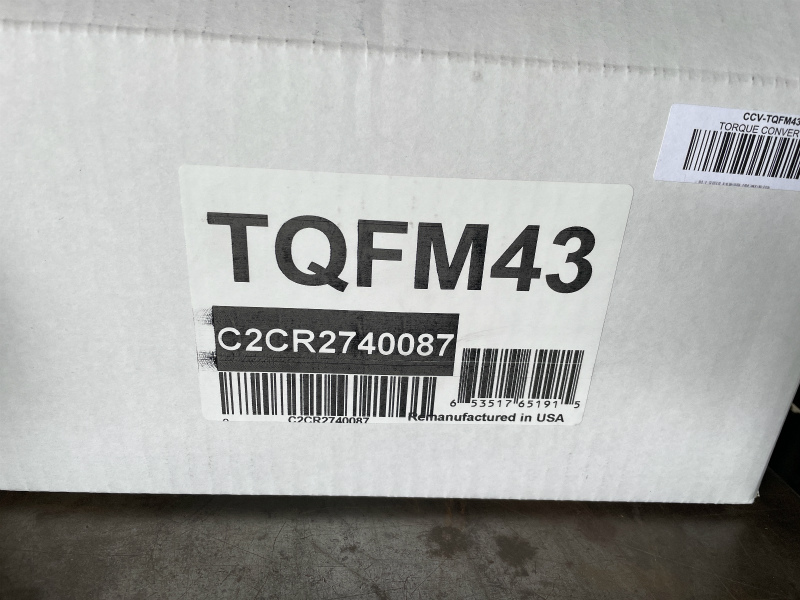 CCV-TQFM43
TORQUE CONVER
TQFM43
C2CR2740087
6 53517 65191 5
C2CR2740087
Remanufactured in USA